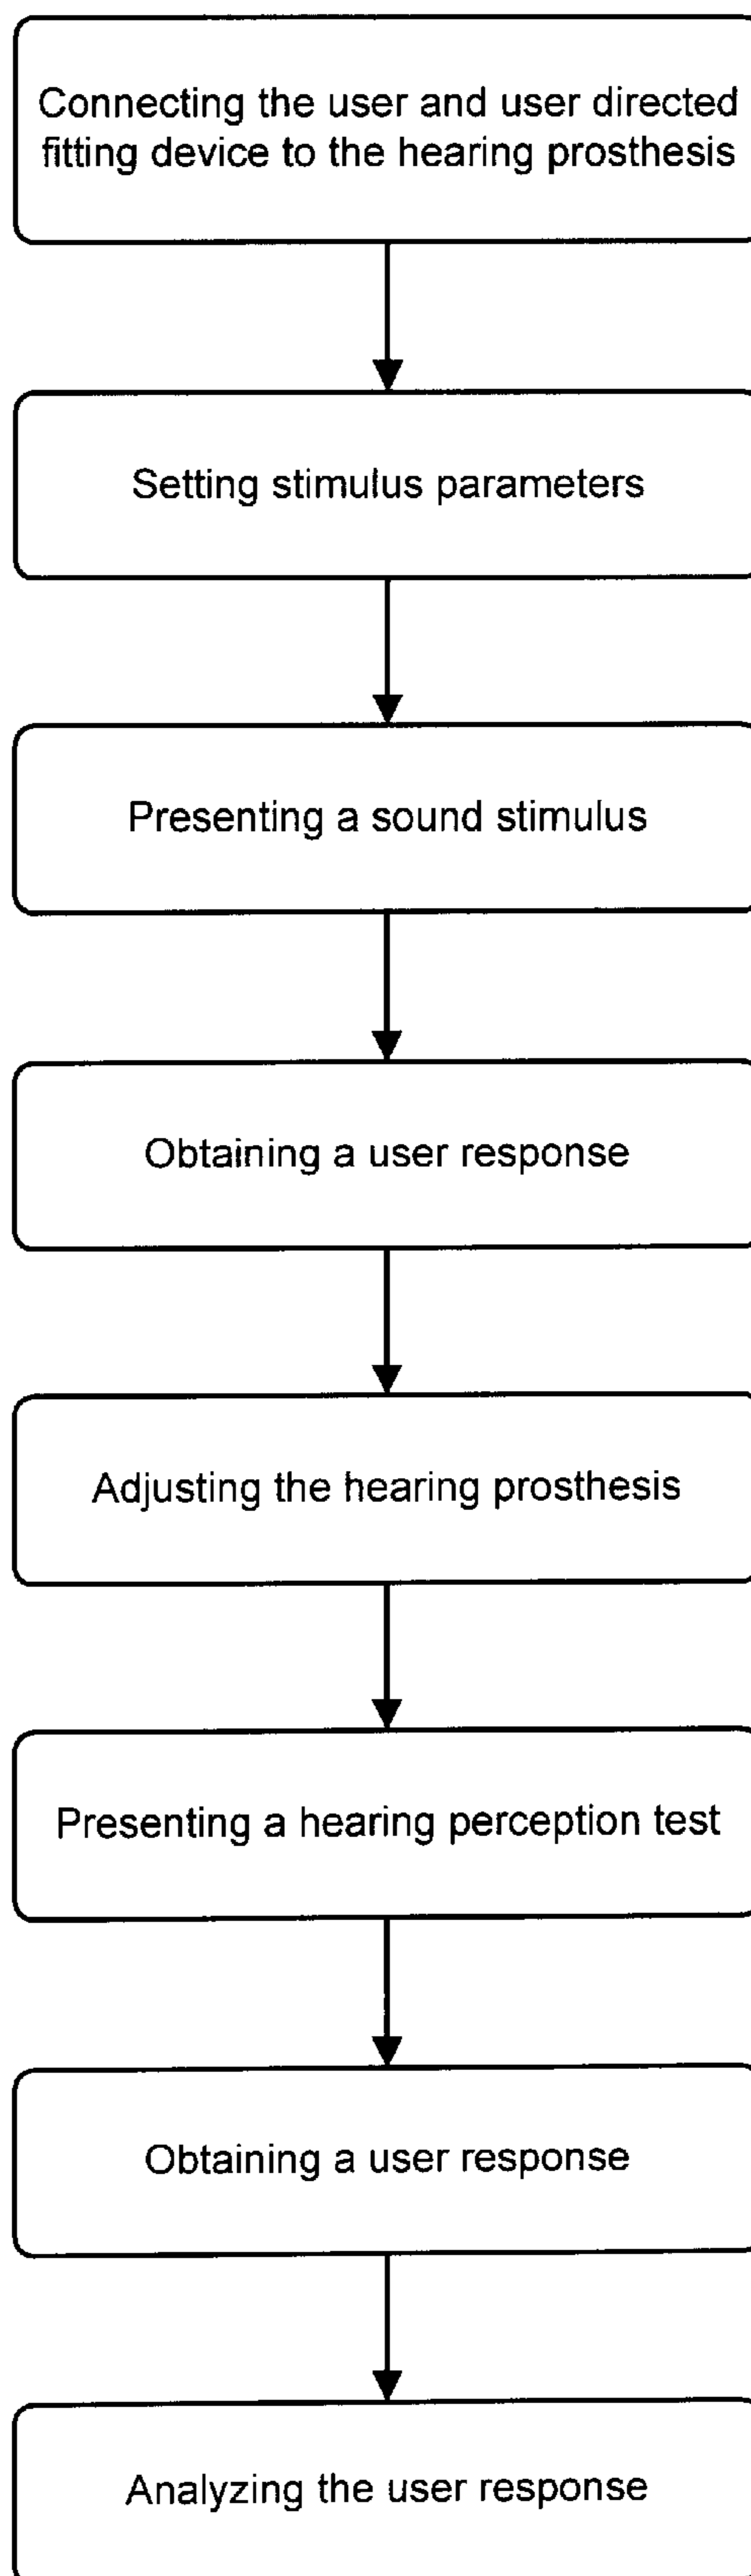 Connecting the user and user directed
fitting device to the hearing prosthesis
Setting stimulus parameters
Presenting a sound stimulus
Obtaining a user response
Adjusting the hearing prosthesis
Presenting a hearing perception test
Obtaining a user response
Analyzing the user response